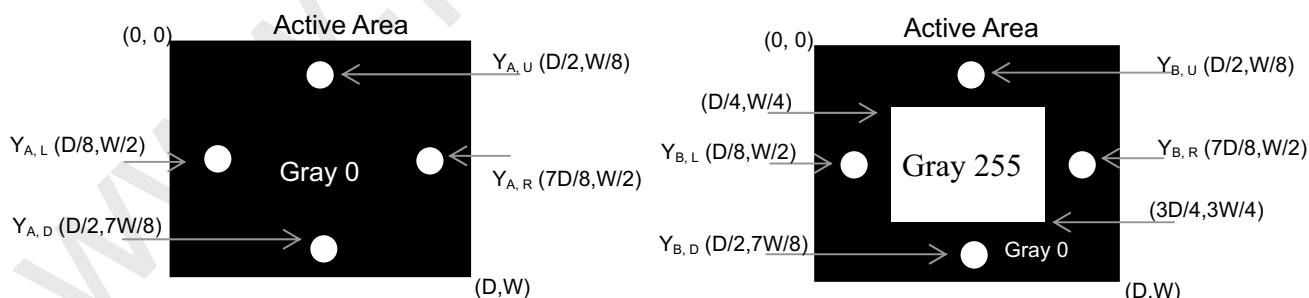 Active Area
(0, 0)
Y_A, U (D/2,W/8)
Y_A, L (D/8,W/2)
Gray 0
Y_A, R (7D/8,W/2)
Y_A, D (D/2,7W/8)
(D,W)
Active Area
(0, 0)
Y_B, U (D/2,W/8)
(D/4,W/4)
Y_B, L (D/8,W/2)
Gray 255
Y_B, R (7D/8,W/2)
(3D/4,3W/4)
Y_B, D (D/2,7W/8)
Gray 0
(D,W)